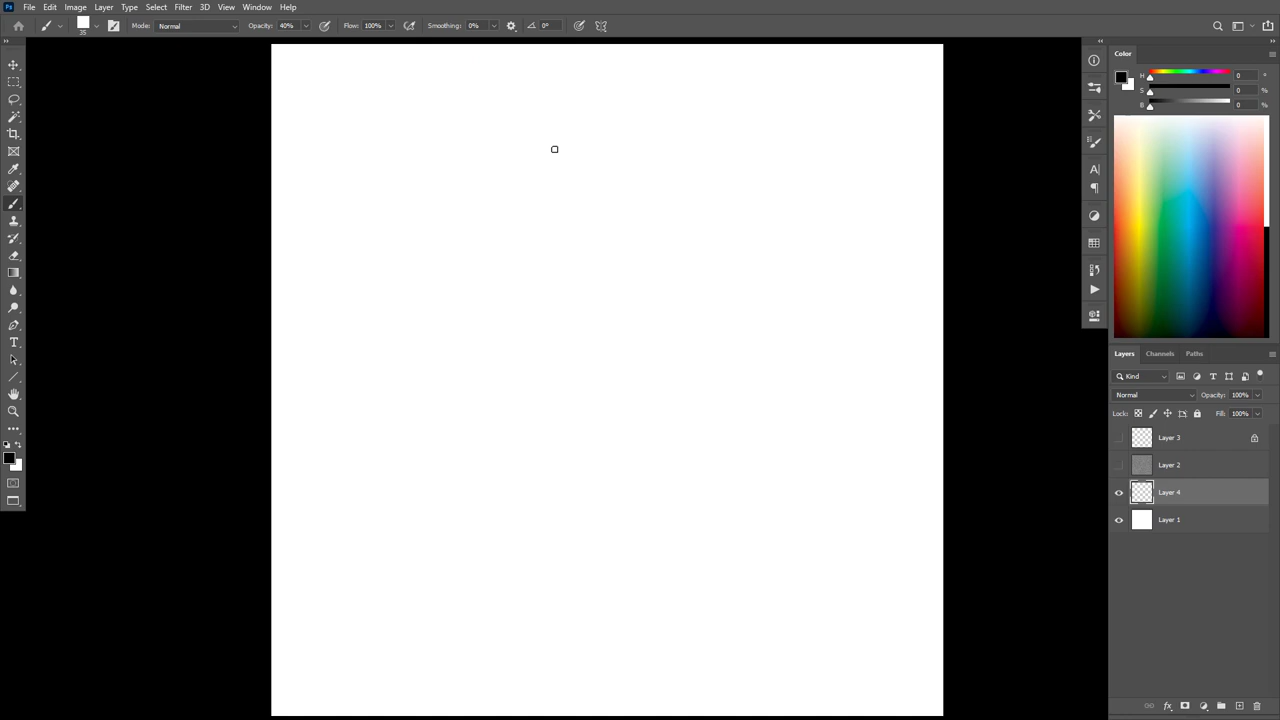 Ps File Edit Image Layer Type Select Filter 3D View Window Help
35 Mode: Normal Opacity: 40% Flow: 100% Smoothing: 0% 0°
Color
H 0 °
S 0 %
B 0 %
Layers Channels Paths
Kind
Normal Opacity: 100%
Lock: Fill: 100%
Layer 3
Layer 2
Layer 4
Layer 1